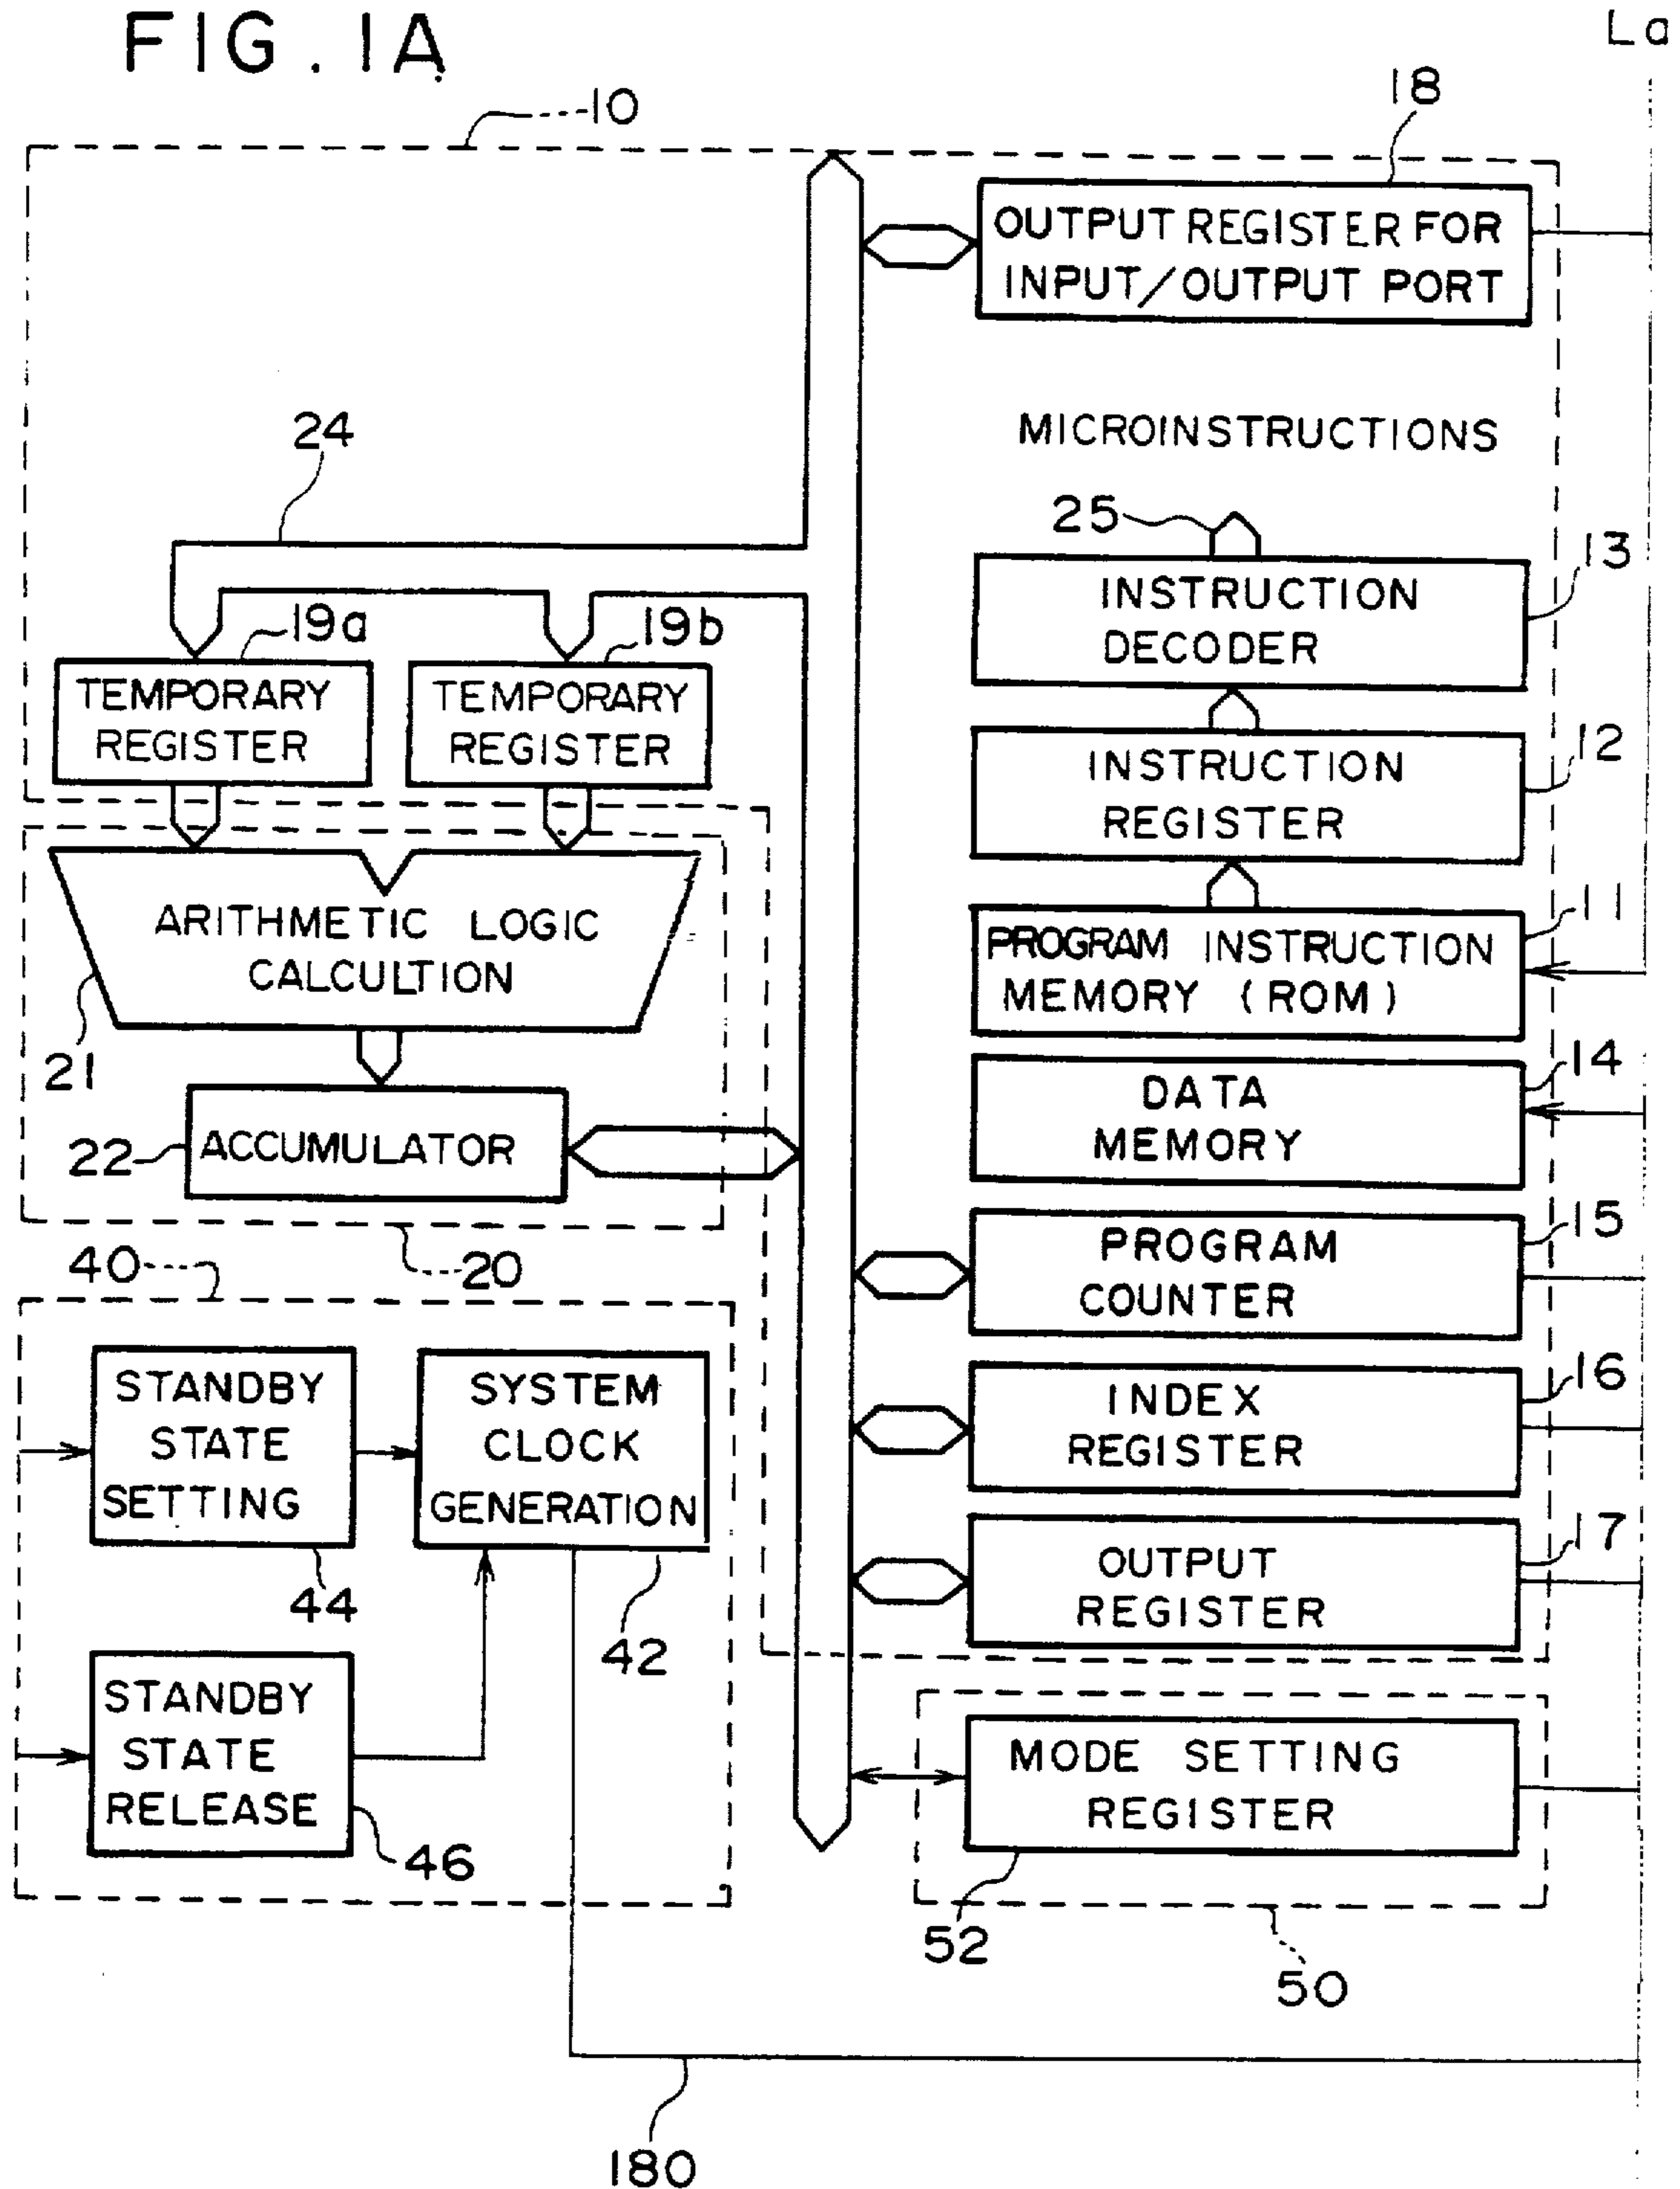 FIG. 1A
La
10
18
OUTPUT REGISTER FOR
INPUT/OUTPUT PORT
MICROINSTRUCTIONS
24
25
13
INSTRUCTION
DECODER
19a
19b
TEMPORARY
REGISTER
TEMPORARY
REGISTER
12
INSTRUCTION
REGISTER
11
PROGRAM INSTRUCTION
MEMORY (ROM)
ARITHMETIC LOGIC
CALCULTION
21
14
DATA
MEMORY
22
ACCUMULATOR
15
PROGRAM
COUNTER
20
40
STANDBY
STATE
SETTING
44
SYSTEM
CLOCK
GENERATION
42
16
INDEX
REGISTER
17
OUTPUT
REGISTER
STANDBY
STATE
RELEASE
46
MODE SETTING
REGISTER
52
50
180